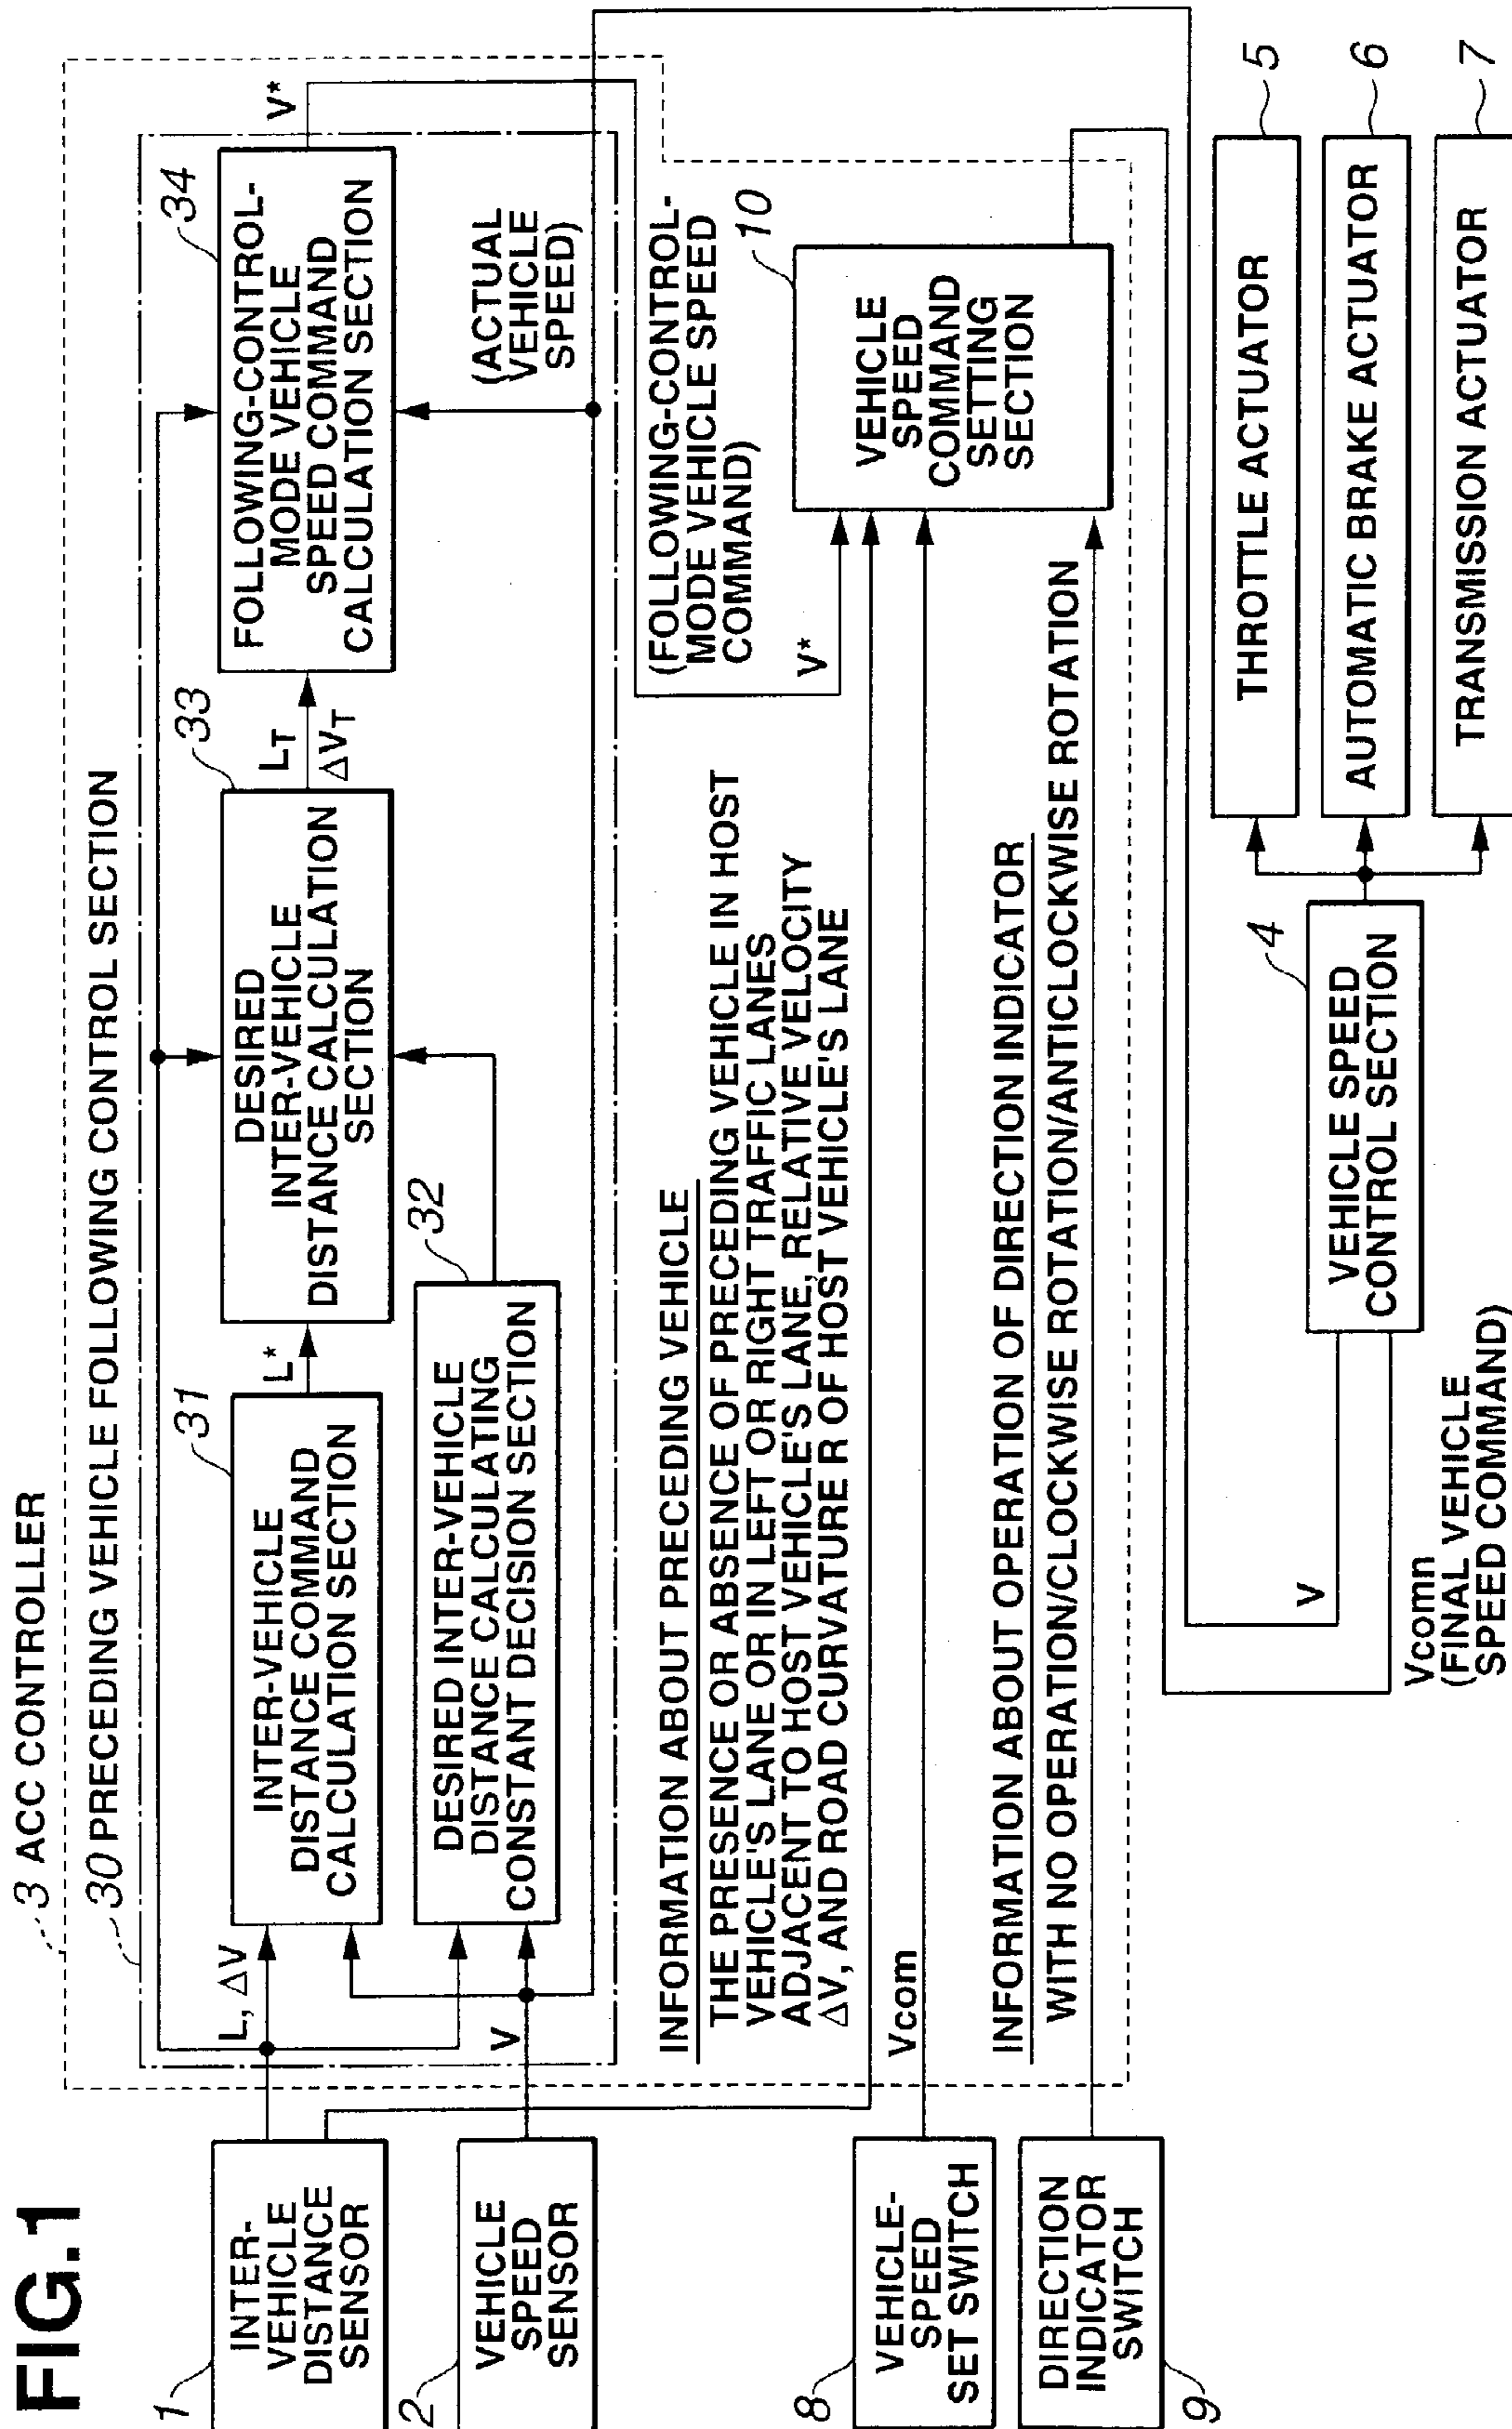 FIG.1
3 ACC CONTROLLER
30 PRECEDING VEHICLE FOLLOWING CONTROL SECTION
1
INTER-
VEHICLE
DISTANCE
SENSOR
L, ΔV
31
INTER-VEHICLE
DISTANCE COMMAND
CALCULATION SECTION
L*
33
DESIRED
INTER-VEHICLE
DISTANCE CALCULATION
SECTION
LT
ΔVT
34
FOLLOWING-CONTROL-
MODE VEHICLE
SPEED COMMAND
CALCULATION SECTION
V*
2
VEHICLE
SPEED
SENSOR
V
32
DESIRED INTER-VEHICLE
DISTANCE CALCULATING
CONSTANT DECISION SECTION
(ACTUAL
VEHICLE
SPEED)
INFORMATION ABOUT PRECEDING VEHICLE
THE PRESENCE OR ABSENCE OF PRECEDING VEHICLE IN HOST
VEHICLE'S LANE OR IN LEFT OR RIGHT TRAFFIC LANES
ADJACENT TO HOST VEHICLE'S LANE, RELATIVE VELOCITY
ΔV, AND ROAD CURVATURE R OF HOST VEHICLE'S LANE
(FOLLOWING-CONTROL-
MODE VEHICLE SPEED
COMMAND)
V*
10
VEHICLE
SPEED
COMMAND
SETTING
SECTION
8
VEHICLE-
SPEED
SET SWITCH
Vcom
9
DIRECTION
INDICATOR
SWITCH
INFORMATION ABOUT OPERATION OF DIRECTION INDICATOR
WITH NO OPERATION/CLOCKWISE ROTATION/ANTICLOCKWISE ROTATION
V
Vcomn
(FINAL VEHICLE
SPEED COMMAND)
4
VEHICLE SPEED
CONTROL SECTION
THROTTLE ACTUATOR
5
AUTOMATIC BRAKE ACTUATOR
6
TRANSMISSION ACTUATOR
7